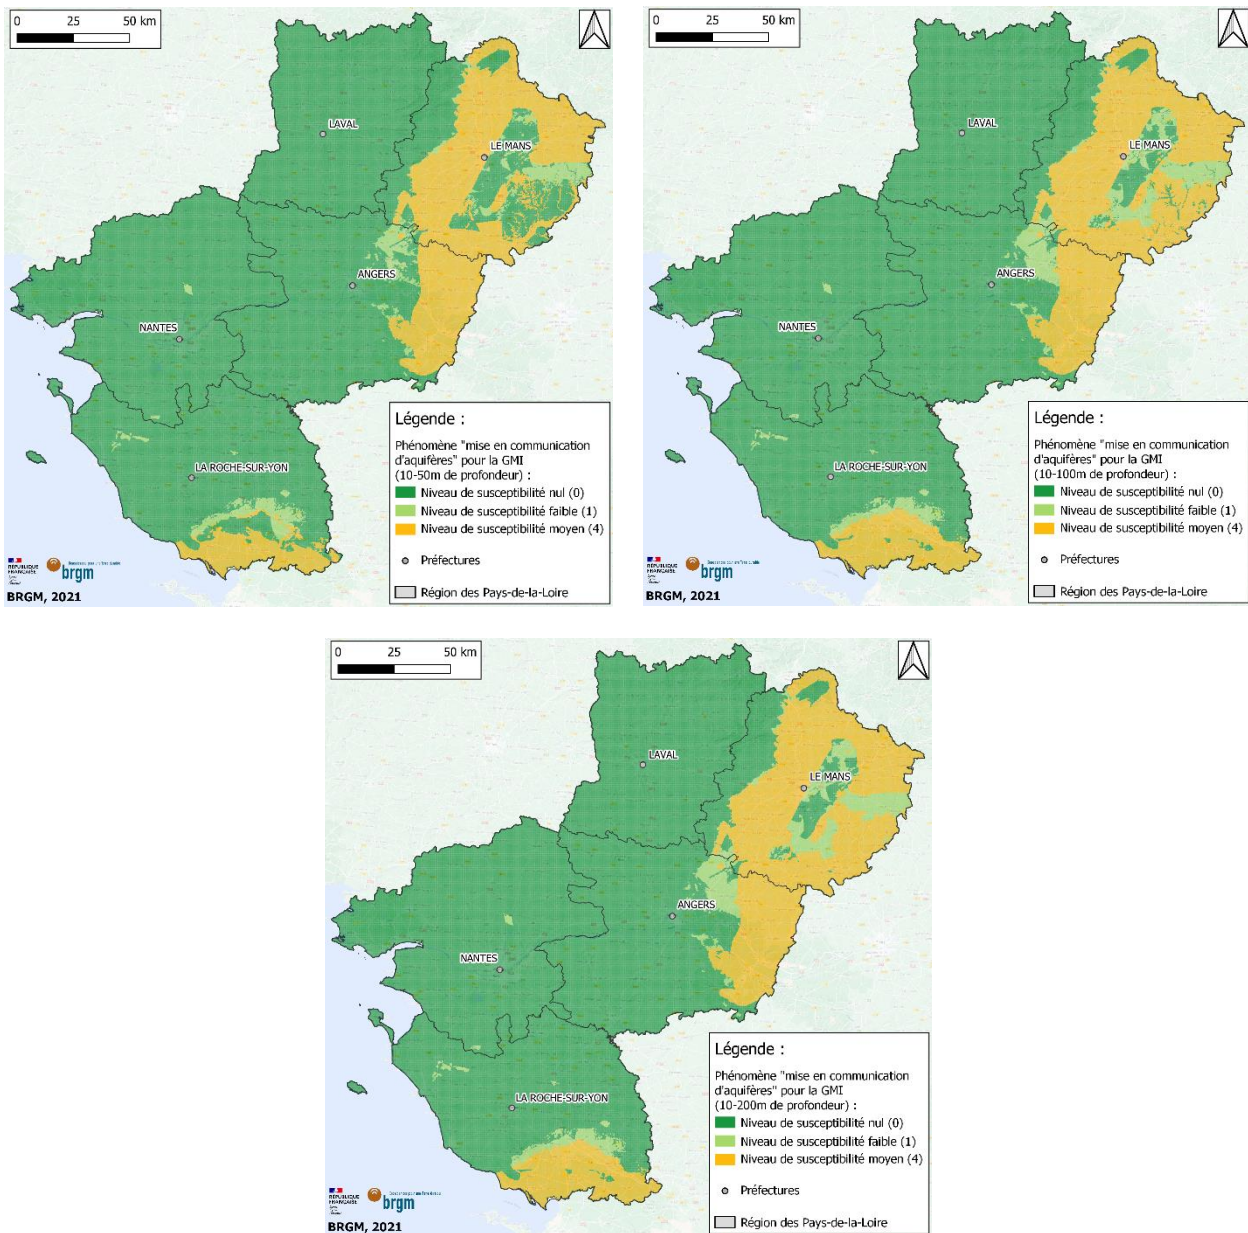 0 25 50 km
LAVAL
LE MANS
ANGERS
NANTES
LA ROCHE-SUR-YON
Légende :
Phénomène "mise en communication
d'aquifères" pour la GMI
(10-50m de profondeur) :
Niveau de susceptibilité nul (0)
Niveau de susceptibilité faible (1)
Niveau de susceptibilité moyen (4)
Préfectures
Région des Pays-de-la-Loire
RÉPUBLIQUE
FRANÇAISE
brgm
BRGM, 2021
0 25 50 km
LAVAL
LE MANS
ANGERS
NANTES
LA ROCHE-SUR-YON
Légende :
Phénomène "mise en communication
d'aquifères" pour la GMI
(10-100m de profondeur) :
Niveau de susceptibilité nul (0)
Niveau de susceptibilité faible (1)
Niveau de susceptibilité moyen (4)
Préfectures
Région des Pays-de-la-Loire
RÉPUBLIQUE
FRANÇAISE
brgm
BRGM, 2021
0 25 50 km
LAVAL
LE MANS
ANGERS
NANTES
LA ROCHE-SUR-YON
Légende :
Phénomène "mise en communication
d'aquifères" pour la GMI
(10-200m de profondeur) :
Niveau de susceptibilité nul (0)
Niveau de susceptibilité faible (1)
Niveau de susceptibilité moyen (4)
Préfectures
Région des Pays-de-la-Loire
RÉPUBLIQUE
FRANÇAISE
brgm
BRGM, 2021